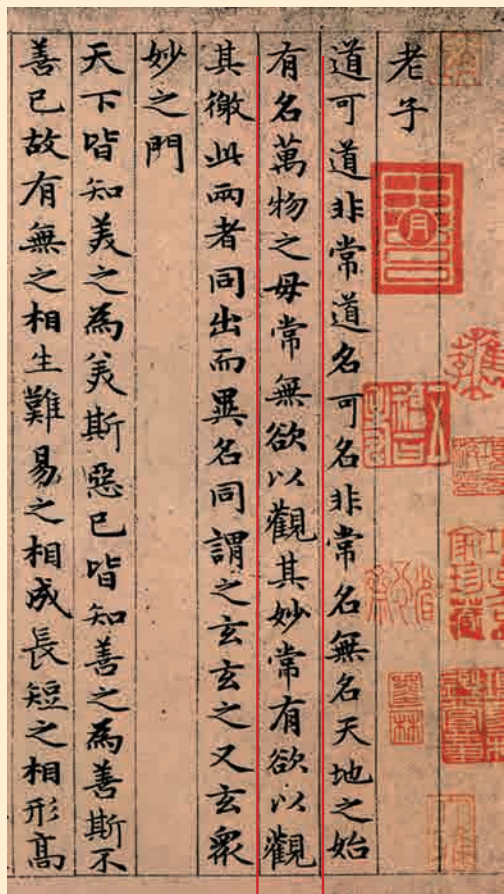 老子
道可道非常道名可名非常名無名天地之始
有名萬物之母常無欲以觀其妙常有欲以觀
其徼此兩者同出而異名同謂之玄玄之又玄衆
妙之門
天下皆知美之為美斯惡已皆知善之為善斯不
善已故有無之相生難易之相成長短之相形高